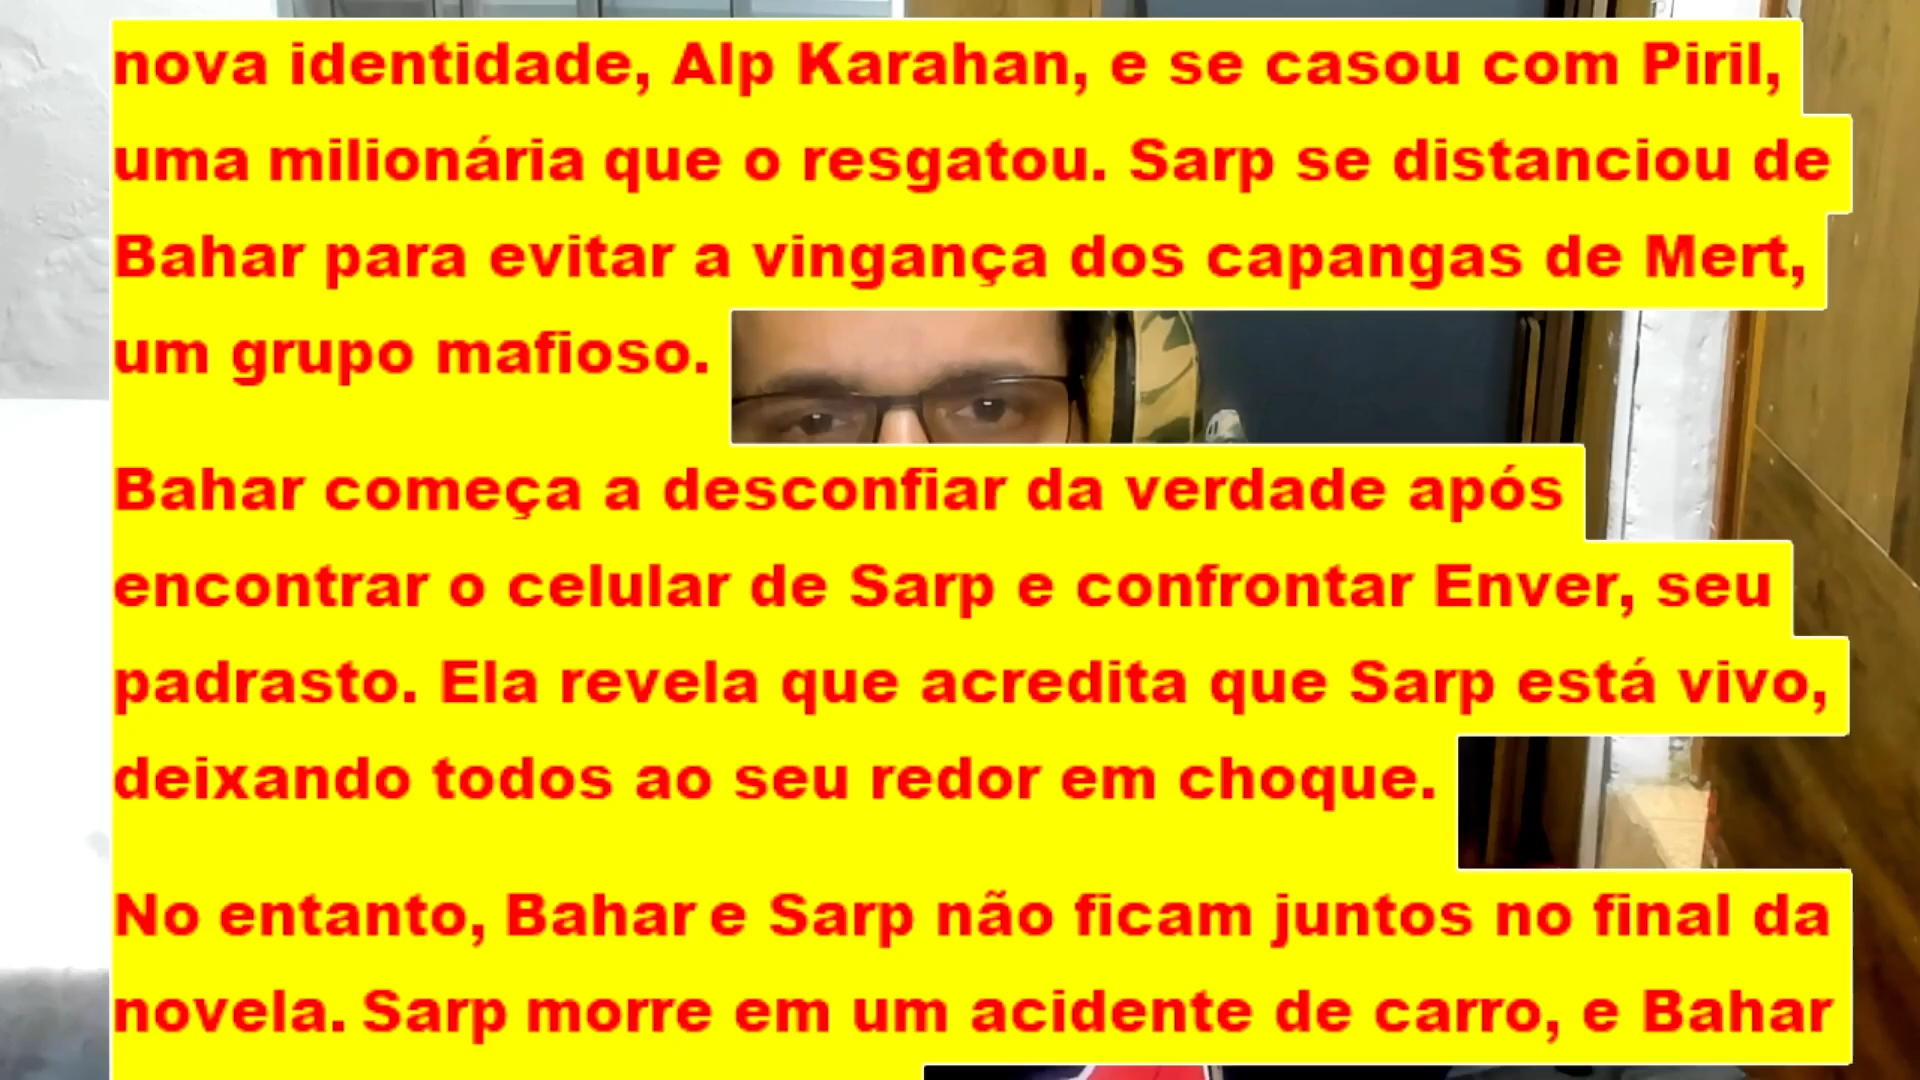 nova identidade, Alp Karahan, e se casou com Piril,
uma milionária que o resgatou. Sarp se distanciou de
Bahar para evitar a vingança dos capangas de Mert,
um grupo mafioso.
Bahar começa a desconfiar da verdade após
encontrar o celular de Sarp e confrontar Enver, seu
padrasto. Ela revela que acredita que Sarp está vivo,
deixando todos ao seu redor em choque.
No entanto, Bahar e Sarp não ficam juntos no final da
novela. Sarp morre em um acidente de carro, e Bahar